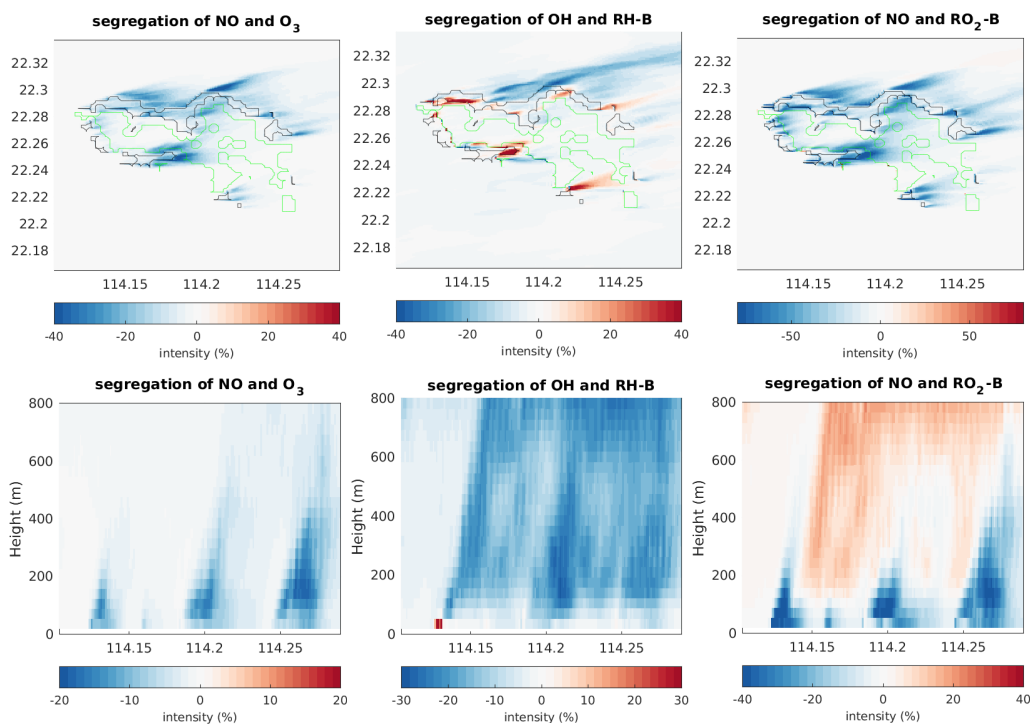 segregation of NO and O3
22.32
22.3
22.28
22.26
22.24
22.22
22.2
22.18
114.15 114.2 114.25
-40 -20 0 20 40
intensity (%)
segregation of OH and RH-B
22.32
22.3
22.28
22.26
22.24
22.22
22.2
22.18
114.15 114.2 114.25
-40 -20 0 20 40
intensity (%)
segregation of NO and RO2-B
22.32
22.3
22.28
22.26
22.24
22.22
22.2
22.18
114.15 114.2 114.25
-50 0 50
intensity (%)
segregation of NO and O3
Height (m)
800
600
400
200
0
114.15 114.2 114.25
-20 -10 0 10 20
intensity (%)
segregation of OH and RH-B
Height (m)
800
600
400
200
0
114.15 114.2 114.25
-30 -20 -10 0 10 20 30
intensity (%)
segregation of NO and RO2-B
Height (m)
800
600
400
200
0
114.15 114.2 114.25
-40 -20 0 20 40
intensity (%)